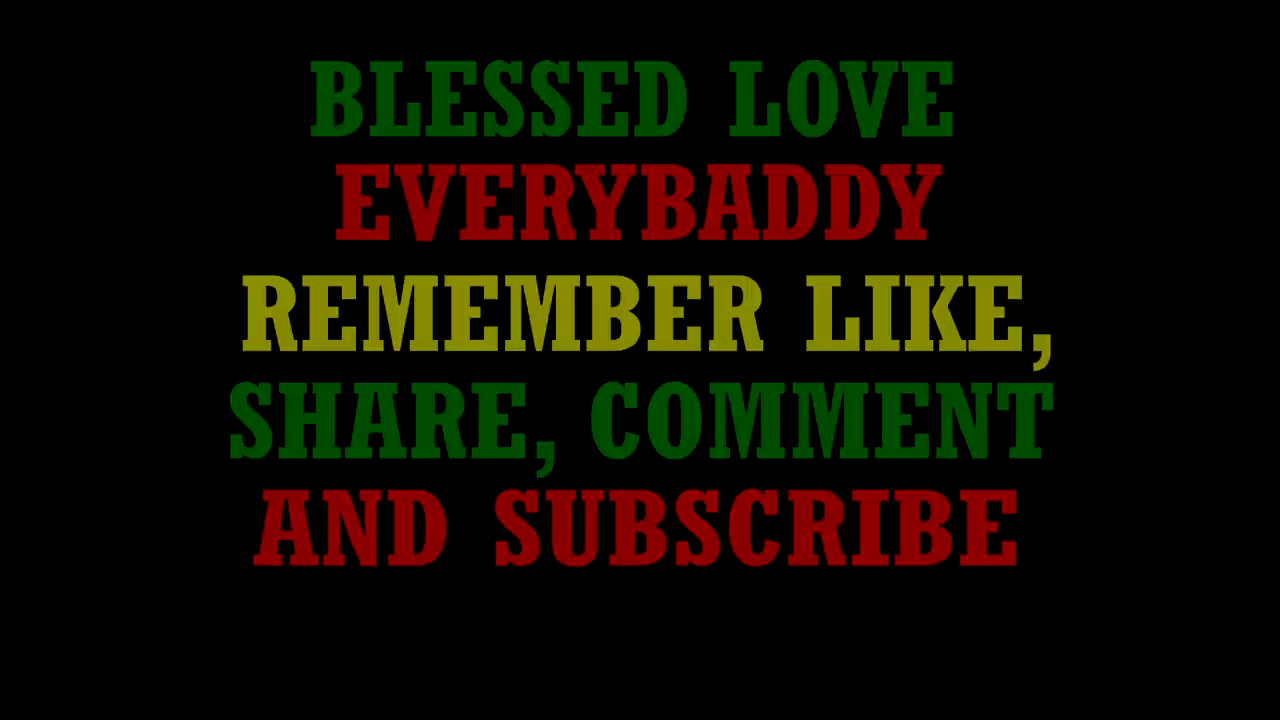 BLESSED LOVE
EVERYBADDY
REMEMBER LIKE,
SHARE, COMMENT
AND SUBSCRIBE